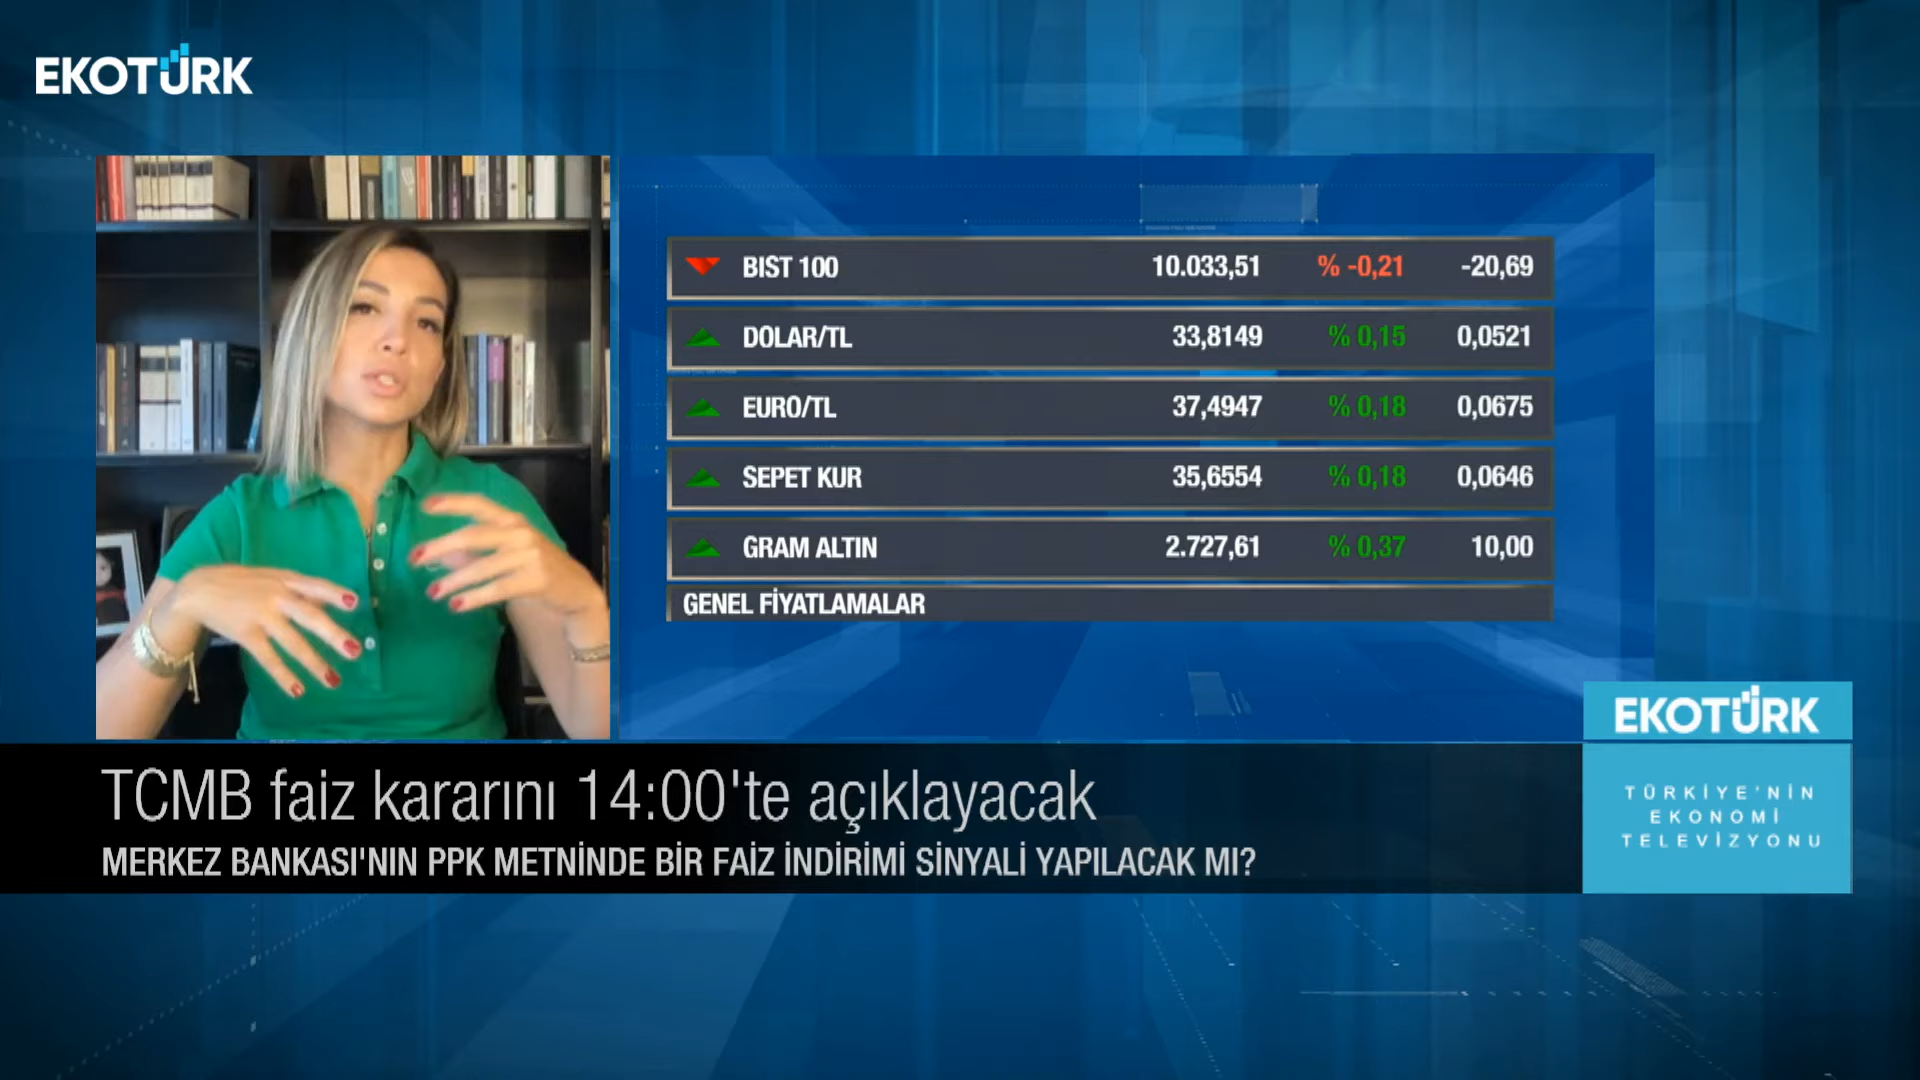 EKOTÜRK
BIST 100 10.033,51 % -0,21 -20,69
DOLAR/TL 33,8149 % 0,15 0,0521
EURO/TL 37,4947 % 0,18 0,0675
SEPET KUR 35,6554 % 0,18 0,0646
GRAM ALTIN 2.727,61 % 0,37 10,00
GENEL FİYATLAMALAR
EKOTÜRK
TCMB faiz kararını 14:00'te açıklayacak
MERKEZ BANKASI'NIN PPK METNİNDE BİR FAİZ İNDİRİMİ SİNYALİ YAPILACAK MI?
TÜRKİYE'NİN
EKONOMİ
TELEVİZYONU